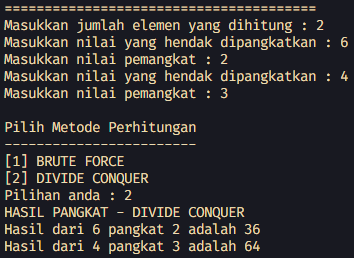 =======================================
Masukkan jumlah elemen yang dihitung : 2
Masukkan nilai yang hendak dipangkatkan : 6
Masukkan nilai pemangkat : 2
Masukkan nilai yang hendak dipangkatkan : 4
Masukkan nilai pemangkat : 3
Pilih Metode Perhitungan
------------------------
[1] BRUTE FORCE
[2] DIVIDE CONQUER
Pilihan anda : 2
HASIL PANGKAT - DIVIDE CONQUER
Hasil dari 6 pangkat 2 adalah 36
Hasil dari 4 pangkat 3 adalah 64